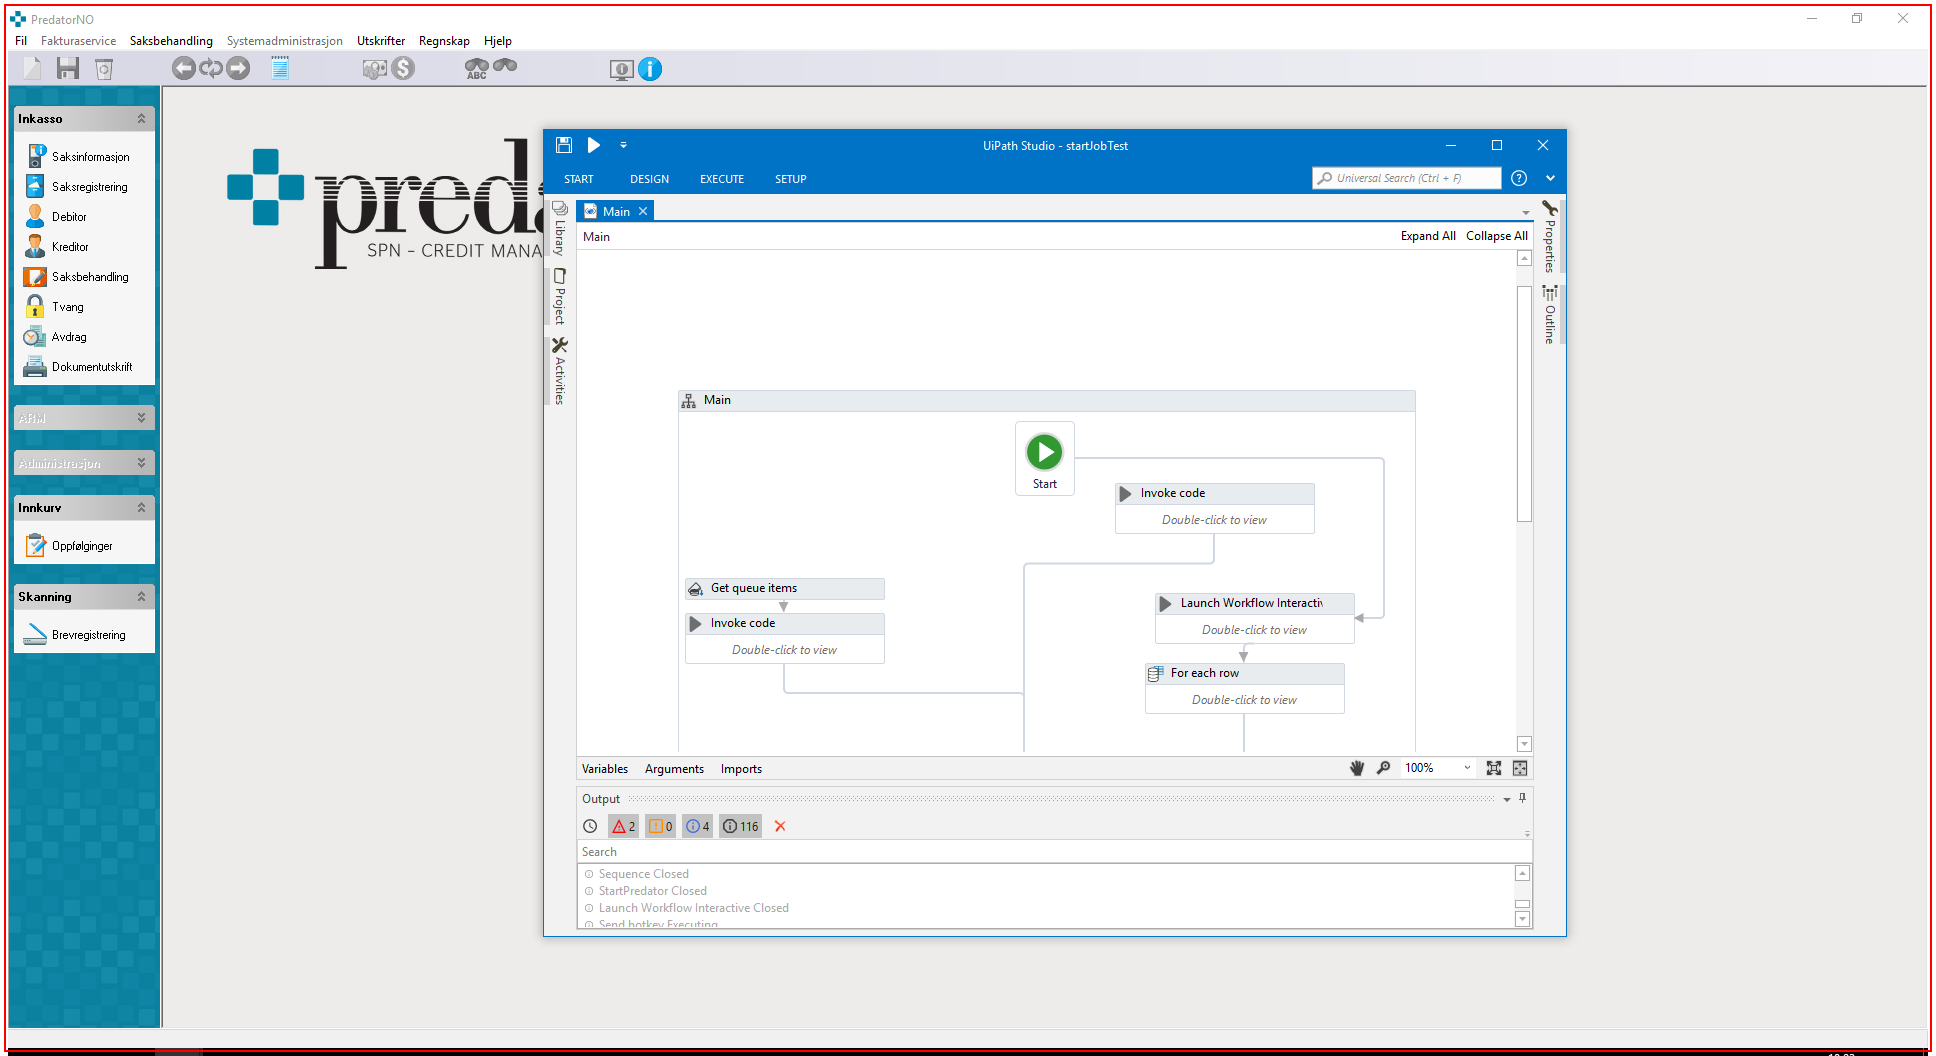 PredatorNO
Fil Fakturaservice Saksbehandling Systemadministrasjon Utskrifter Regnskap Hjelp
ABC
Inkasso
Saksinformasjon
Saksregistrering
Debitor
Kreditor
Saksbehandling
Tvang
Avdrag
Dokumentutskrift
ARM
Administrasjon
Innkurv
Oppfølginger
Skanning
Brevregistrering
preda
SPN - CREDIT MANA
UiPath Studio - startJobTest
START DESIGN EXECUTE SETUP
Universal Search (Ctrl + F)
Library
Project
Activities
Main
Main
Expand All Collapse All
Properties
Outline
Main
Start
Invoke code
Double-click to view
Get queue items
Invoke code
Double-click to view
Launch Workflow Interactiv
Double-click to view
For each row
Double-click to view
Variables Arguments Imports
100%
Output
2 0 4 116
Search
Sequence Closed
StartPredator Closed
Launch Workflow Interactive Closed
Send hotkey Executing